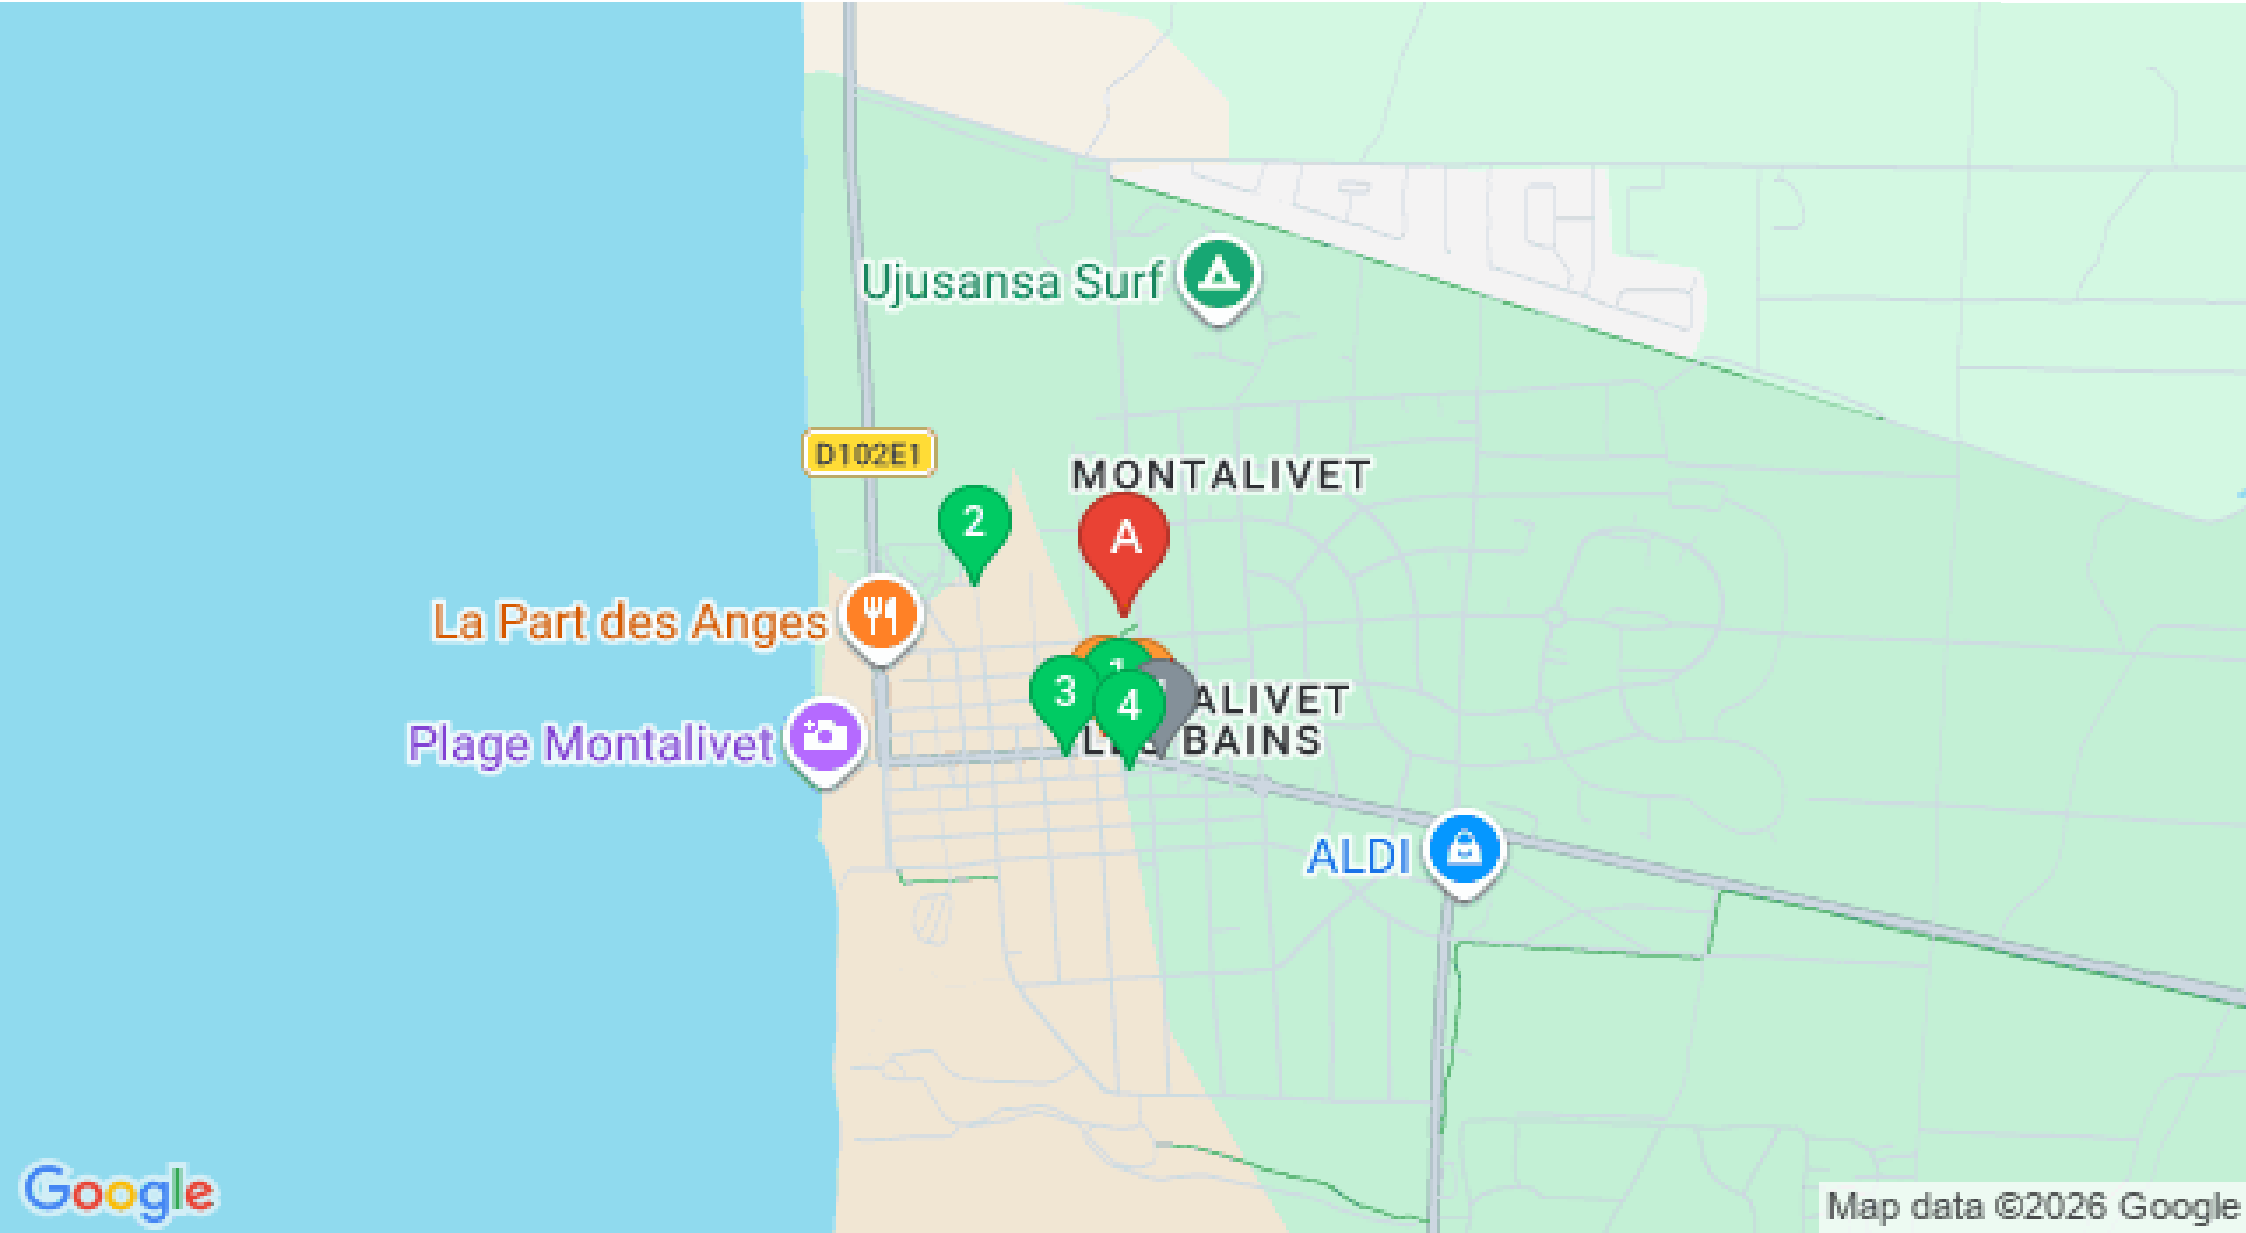 Ujusansa Surf
D102E1
MONTALIVET
2
A
La Part des Anges
1
3
4
ALIVET
Plage Montalivet
BAINS
ALDI
Google
Map data ©2026 Google